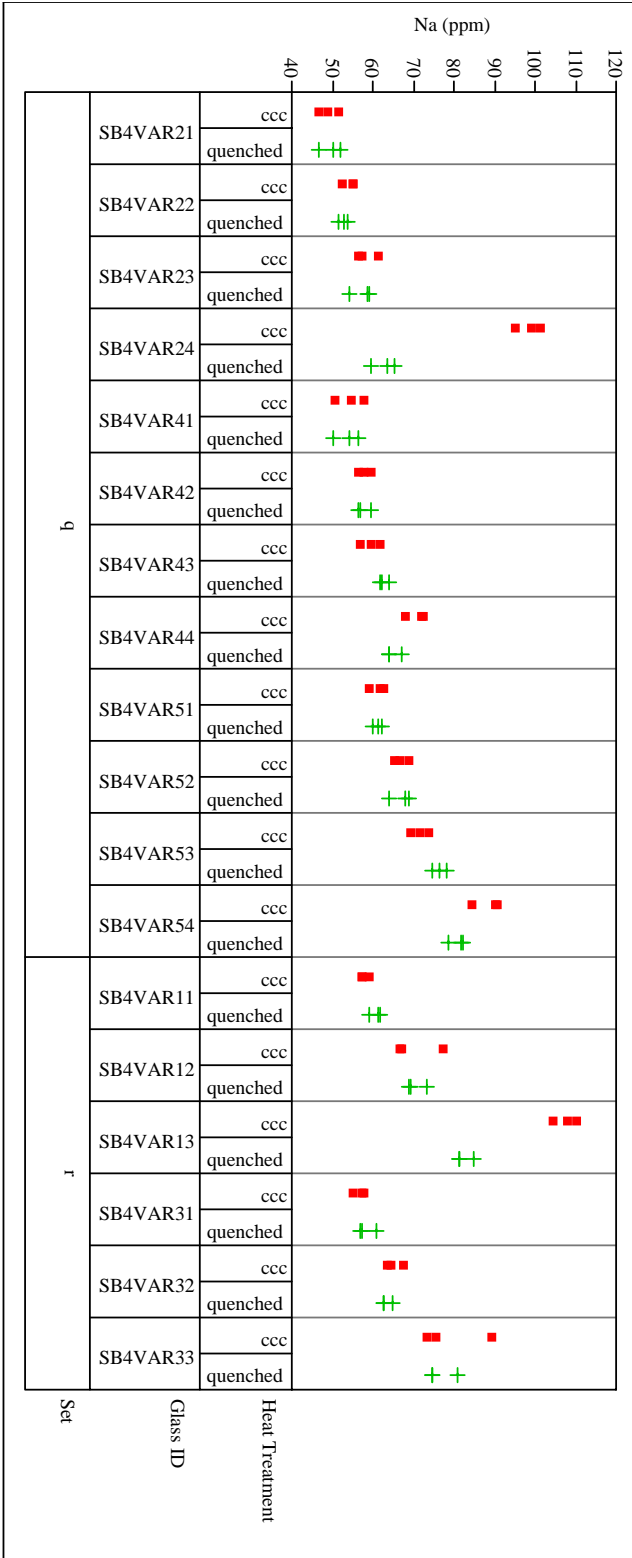 Na (ppm)
40 50 60 70 80 90 100 110 120
ccc
quenched
SB4VAR21
ccc
quenched
SB4VAR22
ccc
quenched
SB4VAR23
ccc
quenched
SB4VAR24
ccc
quenched
SB4VAR41
ccc
quenched
SB4VAR42
ccc
quenched
SB4VAR43
ccc
quenched
SB4VAR44
ccc
quenched
SB4VAR51
ccc
quenched
SB4VAR52
ccc
quenched
SB4VAR53
ccc
quenched
SB4VAR54
q
ccc
quenched
SB4VAR11
ccc
quenched
SB4VAR12
ccc
quenched
SB4VAR13
ccc
quenched
SB4VAR31
ccc
quenched
SB4VAR32
ccc
quenched
SB4VAR33
r
Heat Treatment
Glass ID
Set